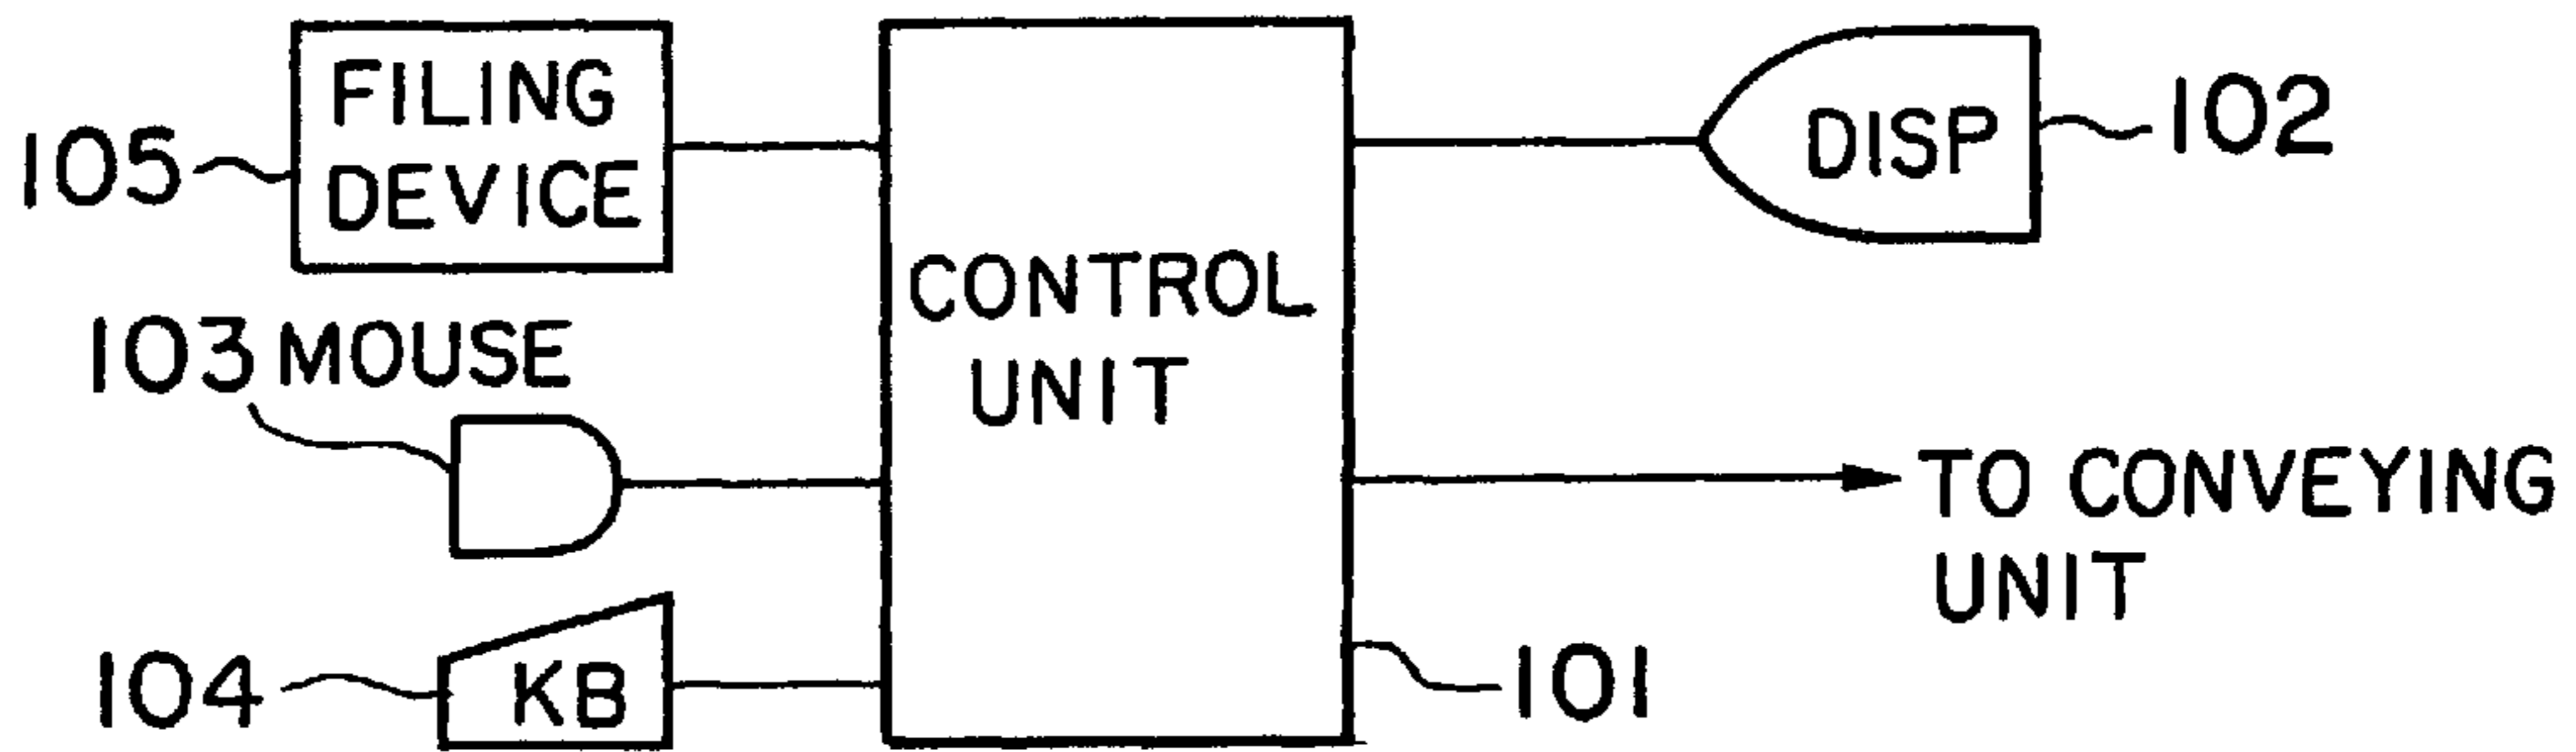 105
FILING
DEVICE
103 MOUSE
104
KB
CONTROL
UNIT
DISP
102
TO CONVEYING
UNIT
101